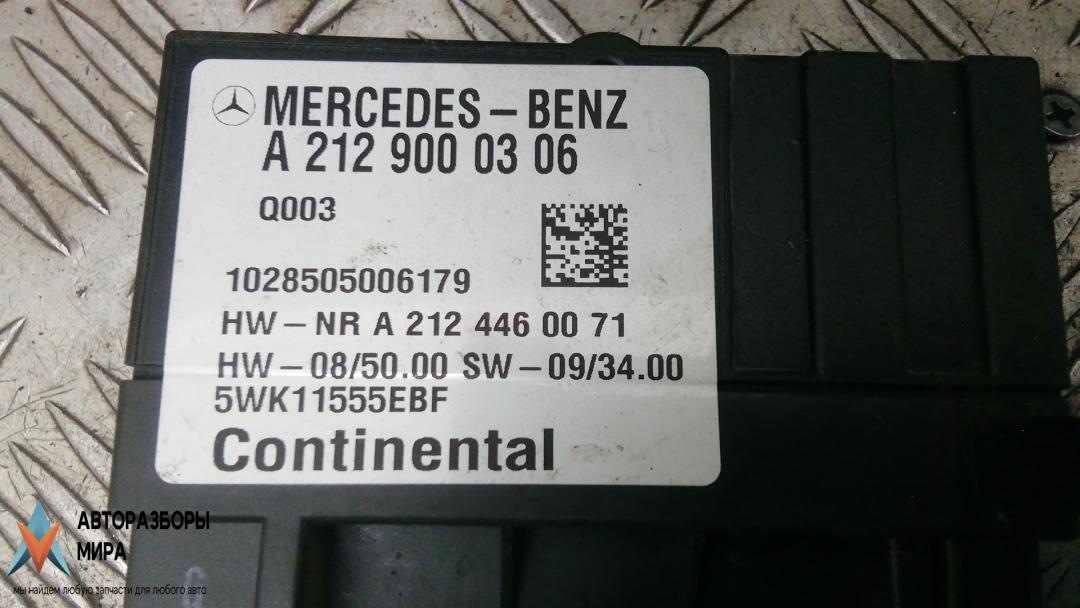 MERCEDES-BENZ
A 212 900 03 06
Q003
1028505006179
HW-NR A 212 446 00 71
HW-08/50.00 SW-09/34.00
5WK11555EBF
Continental
АВТОРАЗБОРЫ
МИРА
мы найдем любую запчасти для любого авто